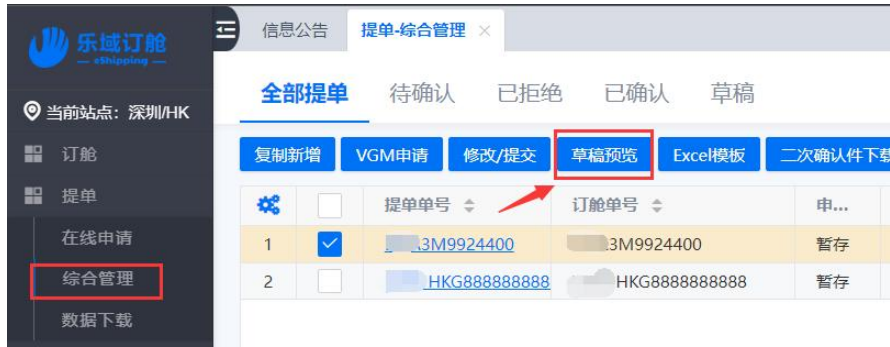 乐域订舱
eShipping
信息公告 提单-综合管理
当前站点：深圳/HK
全部提单 待确认 已拒绝 已确认 草稿
订舱
复制新增 VGM申请 修改/提交 草稿预览 Excel模板 二次确认件下载
提单
提单单号 订舱单号 申...
在线申请
1 3M9924400 3M9924400 暂存
综合管理
2 HKG888888888 HKG8888888888 暂存
数据下载